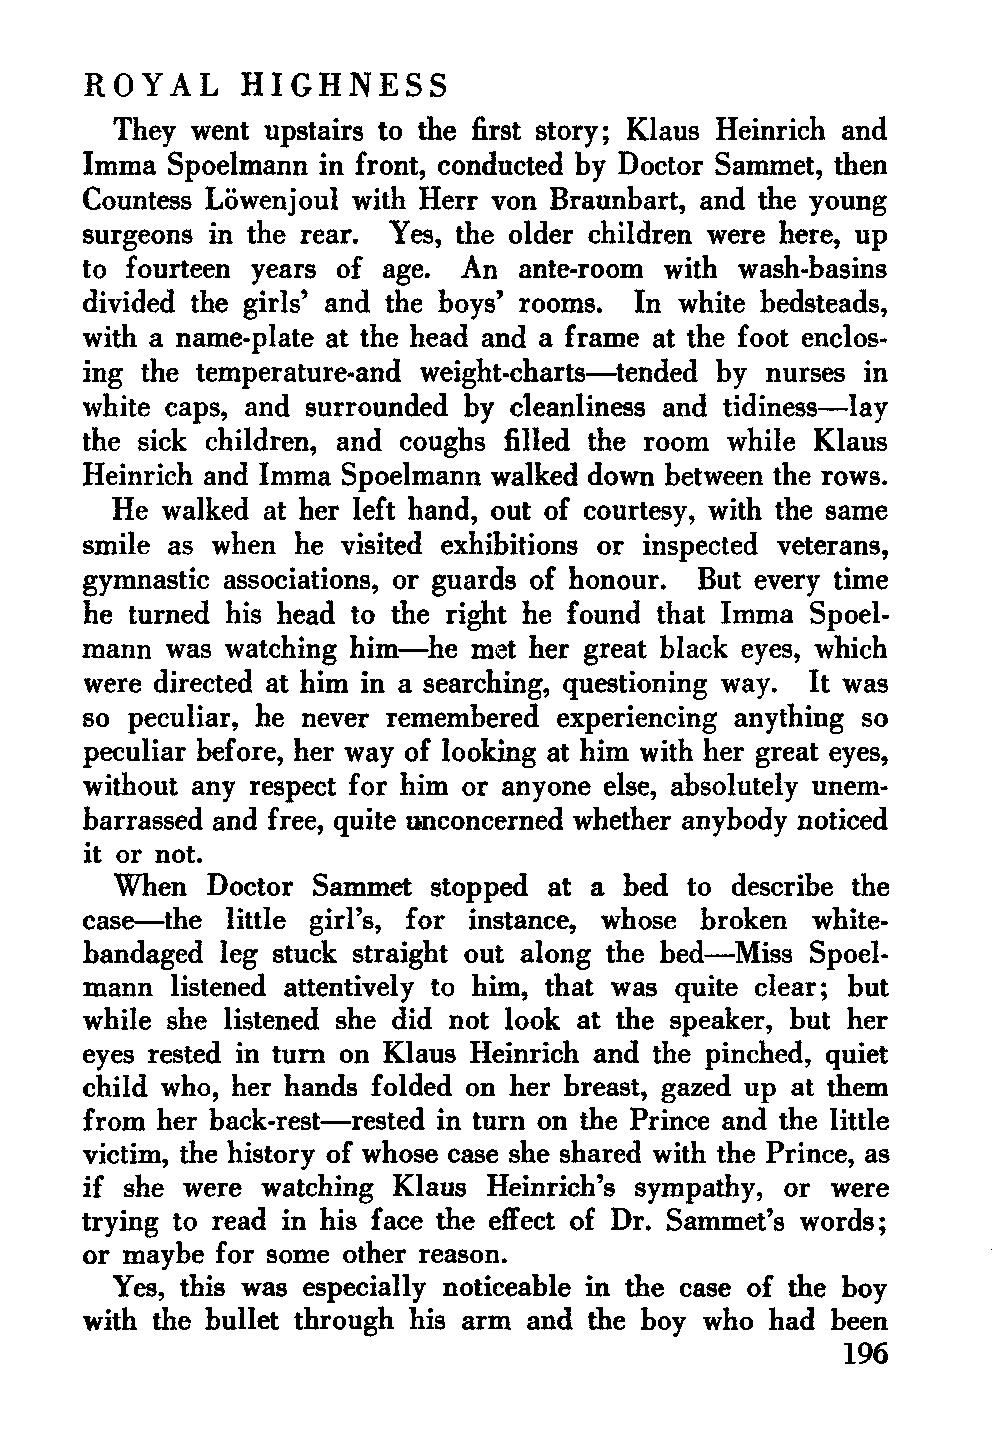 ROYAL HIGHNESS
They went upstairs to the first story; Klaus Heinrich and
Imma Spoelmann in front, conducted by Doctor Sammet, then
Countess Löwenjoul with Herr von Braunbart, and the young
surgeons in the rear. Yes, the older children were here, up
to fourteen years of age. An ante-room with wash-basins
divided the girls' and the boys' rooms. In white bedsteads,
with a name-plate at the head and a frame at the foot enclos-
ing the temperature-and weight-charts—tended by nurses in
white caps, and surrounded by cleanliness and tidiness—lay
the sick children, and coughs filled the room while Klaus
Heinrich and Imma Spoelmann walked down between the rows.
He walked at her left hand, out of courtesy, with the same
smile as when he visited exhibitions or inspected veterans,
gymnastic associations, or guards of honour. But every time
he turned his head to the right he found that Imma Spoel-
mann was watching him—he met her great black eyes, which
were directed at him in a searching, questioning way. It was
so peculiar, he never remembered experiencing anything so
peculiar before, her way of looking at him with her great eyes,
without any respect for him or anyone else, absolutely unem-
barrassed and free, quite unconcerned whether anybody noticed
it or not.
When Doctor Sammet stopped at a bed to describe the
case—the little girl's, for instance, whose broken white-
bandaged leg stuck straight out along the bed—Miss Spoel-
mann listened attentively to him, that was quite clear; but
while she listened she did not look at the speaker, but her
eyes rested in turn on Klaus Heinrich and the pinched, quiet
child who, her hands folded on her breast, gazed up at them
from her back-rest—rested in turn on the Prince and the little
victim, the history of whose case she shared with the Prince, as
if she were watching Klaus Heinrich's sympathy, or were
trying to read in his face the effect of Dr. Sammet's words;
or maybe for some other reason.
Yes, this was especially noticeable in the case of the boy
with the bullet through his arm and the boy who had been
196